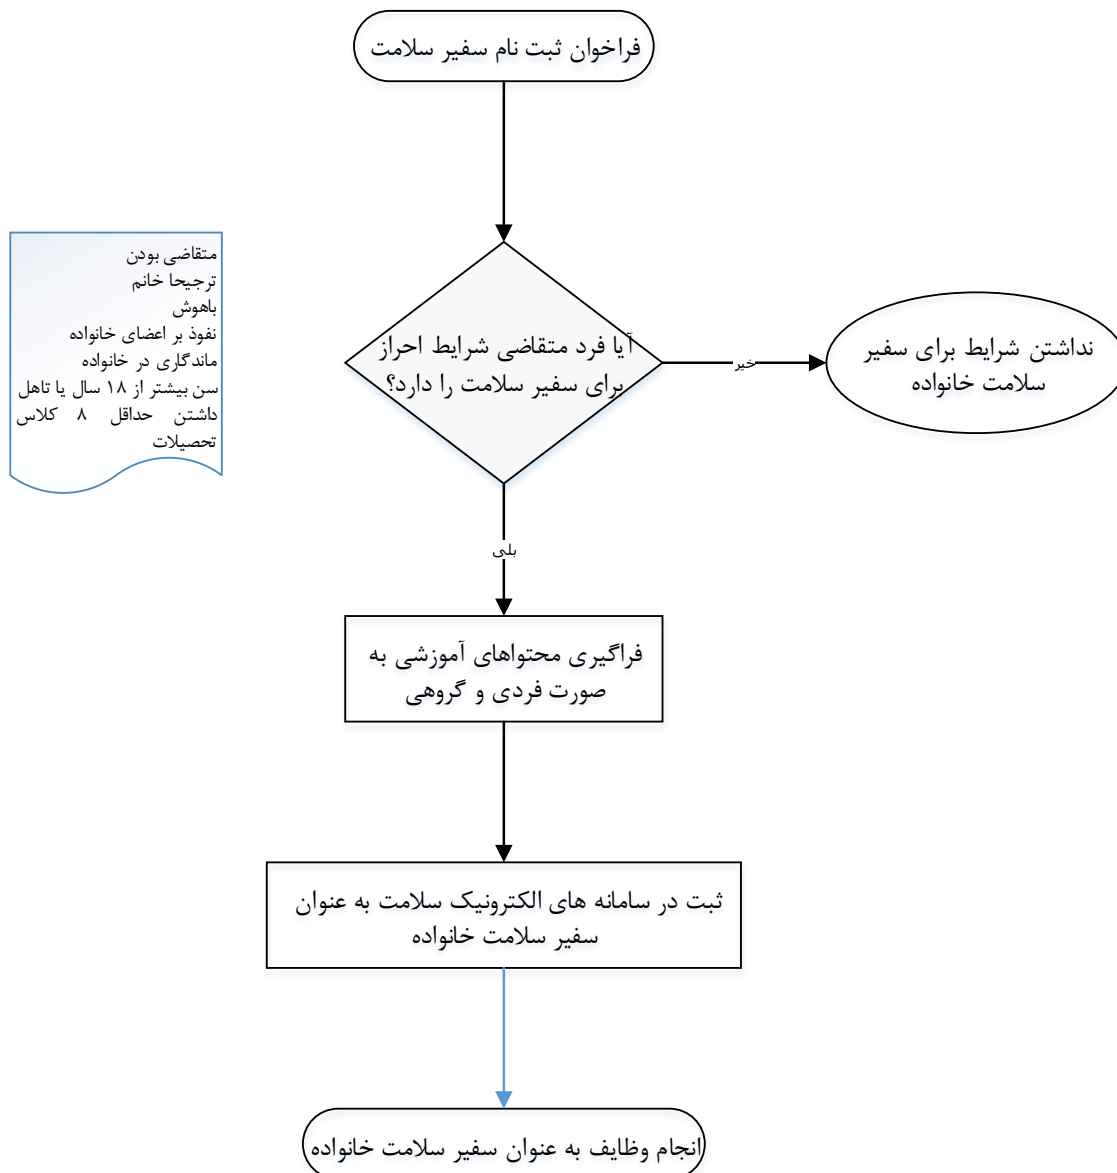 فراخوان ثبت نام سفیر سلامت
متقاضی بودن
ترجیحا خانم
باهوش
نفوذ بر اعضای خانواده
ماندگاری در خانواده
سن بیشتر از ۱۸ سال یا تاهل
داشتن حداقل ۸ کلاس
تحصیلات
آیا فرد متقاضی شرایط احراز
برای سفیر سلامت را دارد؟
خیر
نداشتن شرایط برای سفیر
سلامت خانواده
بلی
فراگیری محتواهای آموزشی به
صورت فردی و گروهی
ثبت در سامانه های الکترونیک سلامت به عنوان
سفیر سلامت خانواده
انجام وظایف به عنوان سفیر سلامت خانواده